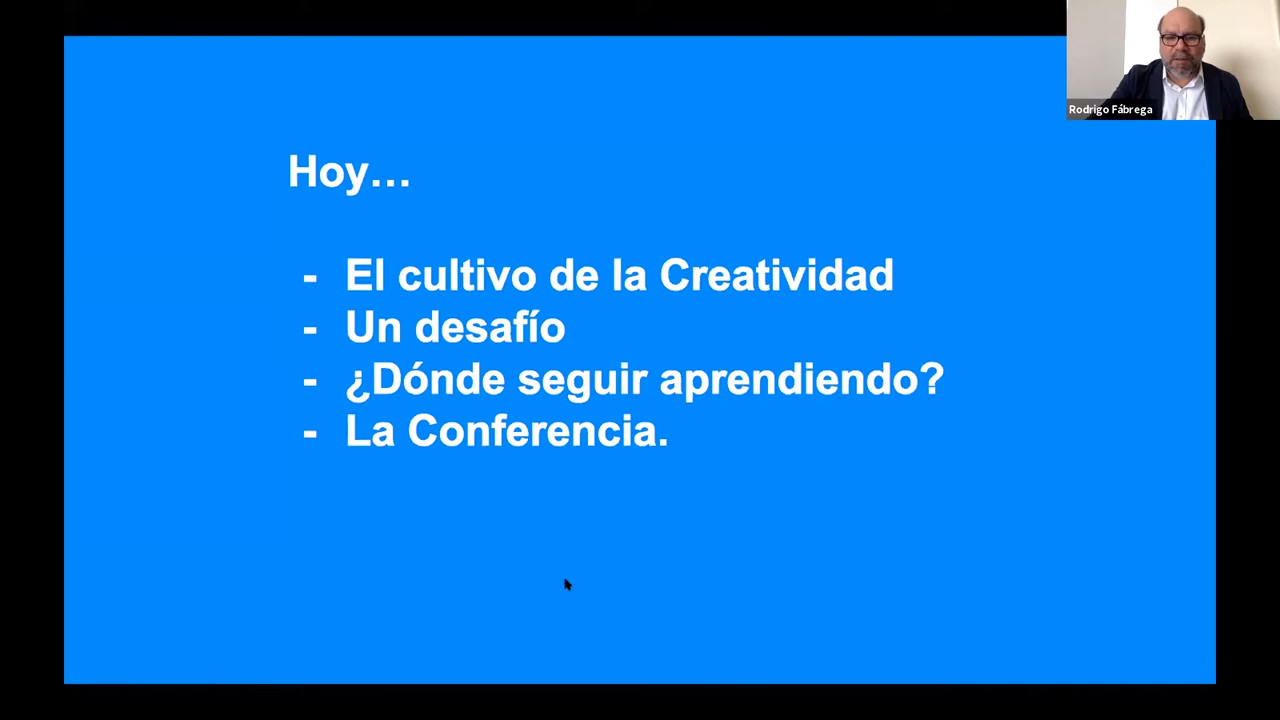 Rodrigo Fábrega
Hoy...
- El cultivo de la Creatividad
- Un desafío
- ¿Dónde seguir aprendiendo?
- La Conferencia.